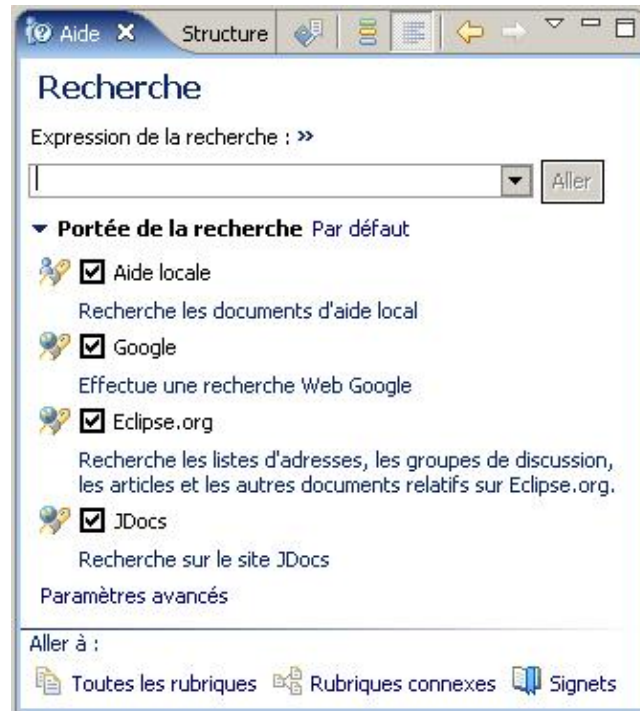 Aide
Structure
Recherche
Expression de la recherche : »
Aller
Portée de la recherche Par défaut
Aide locale
Recherche les documents d'aide local
Google
Effectue une recherche Web Google
Eclipse.org
Recherche les listes d'adresses, les groupes de discussion,
les articles et les autres documents relatifs sur Eclipse.org.
JDocs
Recherche sur le site JDocs
Paramètres avancés
Aller à :
Toutes les rubriques Rubriques connexes Signets